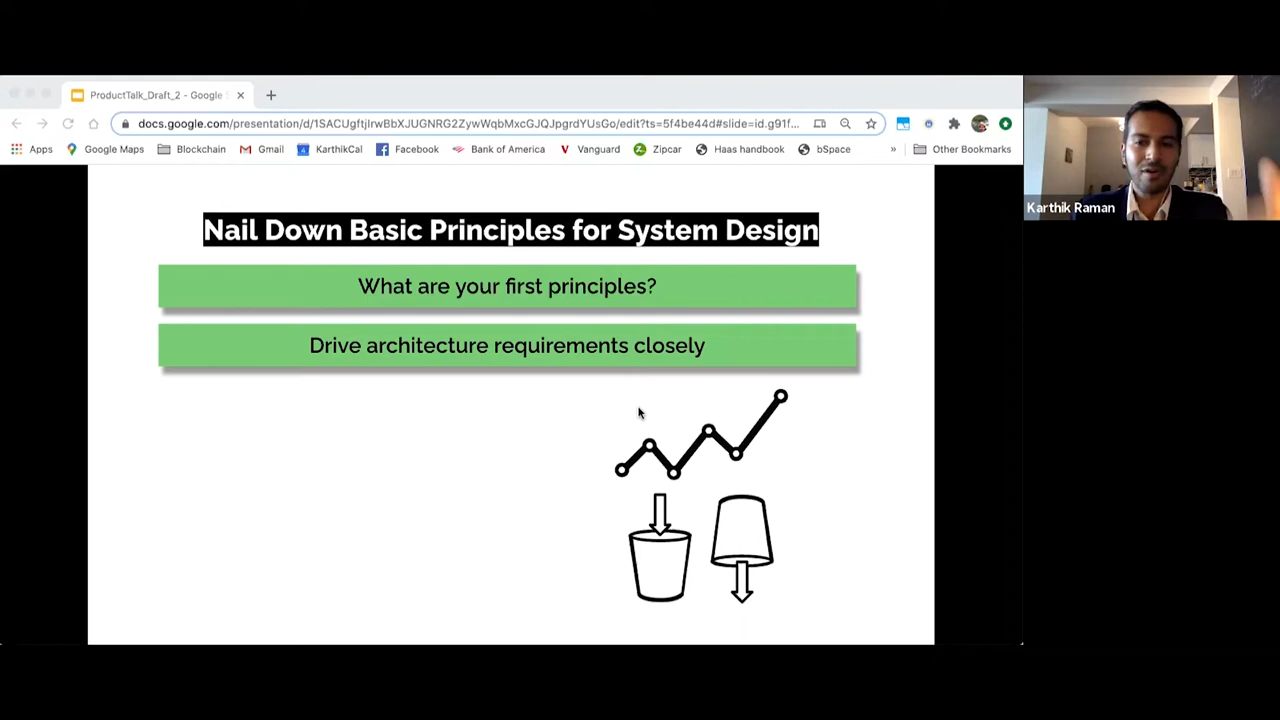 ProductTalk_Draft_2 - Google S
docs.google.com/presentation/d/1SACUgftjIrwBbXJUGNRG2ZywWqbMxcGJQJpgrdYUsGo/edit?ts=5f4be44d#slide=id.g91f...
Apps Google Maps Blockchain Gmail KarthikCal Facebook Bank of America Vanguard Zipcar Haas handbook bSpace » Other Bookmarks
Karthik Raman
Nail Down Basic Principles for System Design
What are your first principles?
Drive architecture requirements closely